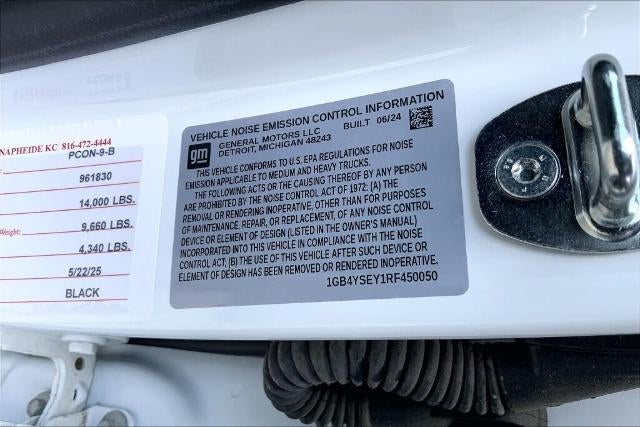 NAPHEIDE KC 816-472-4444
PCON-9-B
961830
14,000 LBS.
Weight: 9,660 LBS.
4,340 LBS.
5/22/25
BLACK
VEHICLE NOISE EMISSION CONTROL INFORMATION
gm
GENERAL MOTORS LLC BUILT 06/24
DETROIT, MICHIGAN 48243
THIS VEHICLE CONFORMS TO U.S. EPA REGULATIONS FOR NOISE
EMISSION APPLICABLE TO MEDIUM AND HEAVY TRUCKS.
THE FOLLOWING ACTS OR THE CAUSING THEREOF BY ANY PERSON
ARE PROHIBITED BY THE NOISE CONTROL ACT OF 1972: (A) THE
REMOVAL OR RENDERING INOPERATIVE, OTHER THAN FOR PURPOSES
OF MAINTENANCE, REPAIR, OR REPLACEMENT, OF ANY NOISE CONTROL
DEVICE OR ELEMENT OF DESIGN (LISTED IN THE OWNER'S MANUAL)
INCORPORATED INTO THIS VEHICLE IN COMPLIANCE WITH THE NOISE
CONTROL ACT, (B) THE USE OF THIS VEHICLE AFTER SUCH DEVICE OR
ELEMENT OF DESIGN HAS BEEN REMOVED OR RENDERED INOPERATIVE.
1GB4YSEY1RF450050